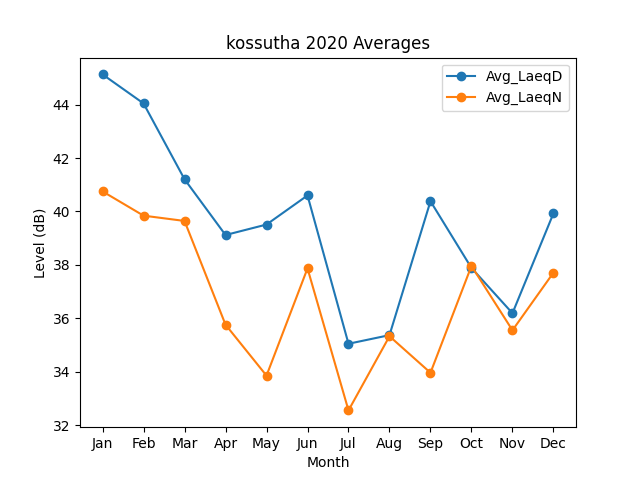 kossutha 2020 Averages
Avg_LaeqD
Avg_LaeqN
Level (dB)
44
42
40
38
36
34
32
Jan Feb Mar Apr May Jun Jul Aug Sep Oct Nov Dec
Month